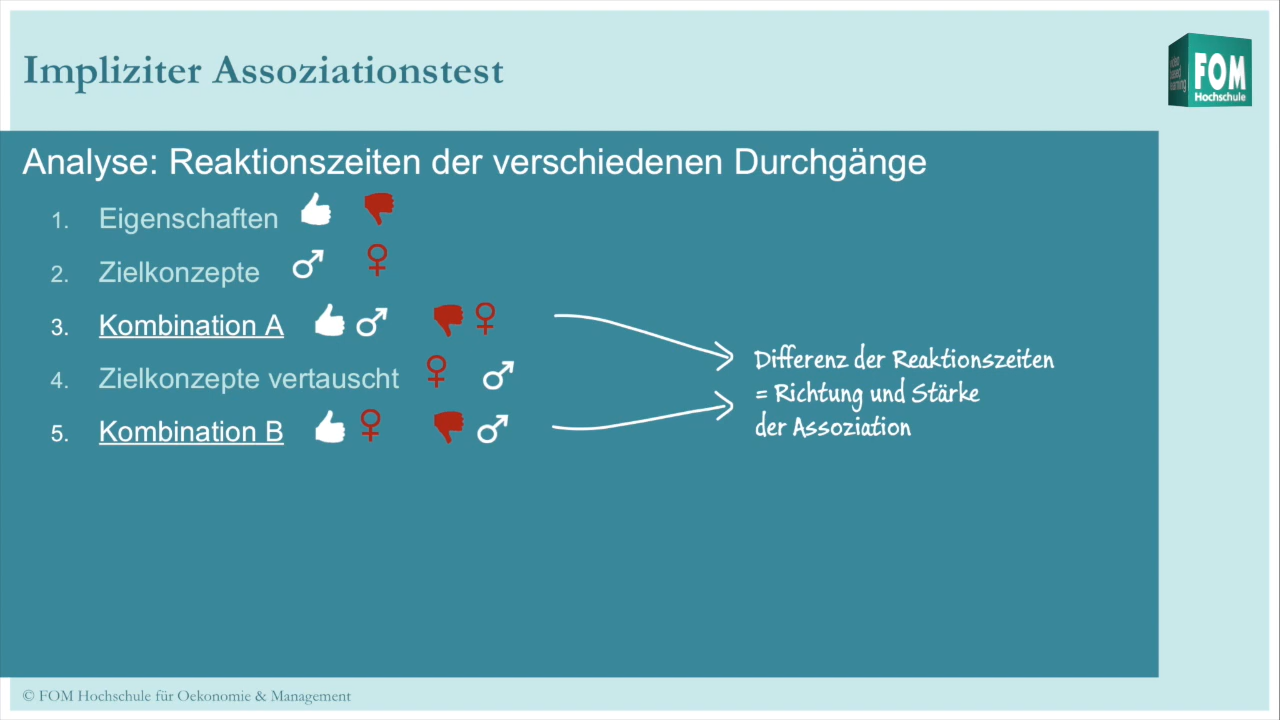 Impliziter Assoziationstest
FOM
Hochschule
Analyse: Reaktionszeiten der verschiedenen Durchgänge
1. Eigenschaften
2. Zielkonzepte ♂ ♀
3. Kombination A ♂ ♀
4. Zielkonzepte vertauscht ♀ ♂
5. Kombination B ♀ ♂
Differenz der Reaktionszeiten
= Richtung und Stärke
der Assoziation
© FOM Hochschule für Oekonomie & Management